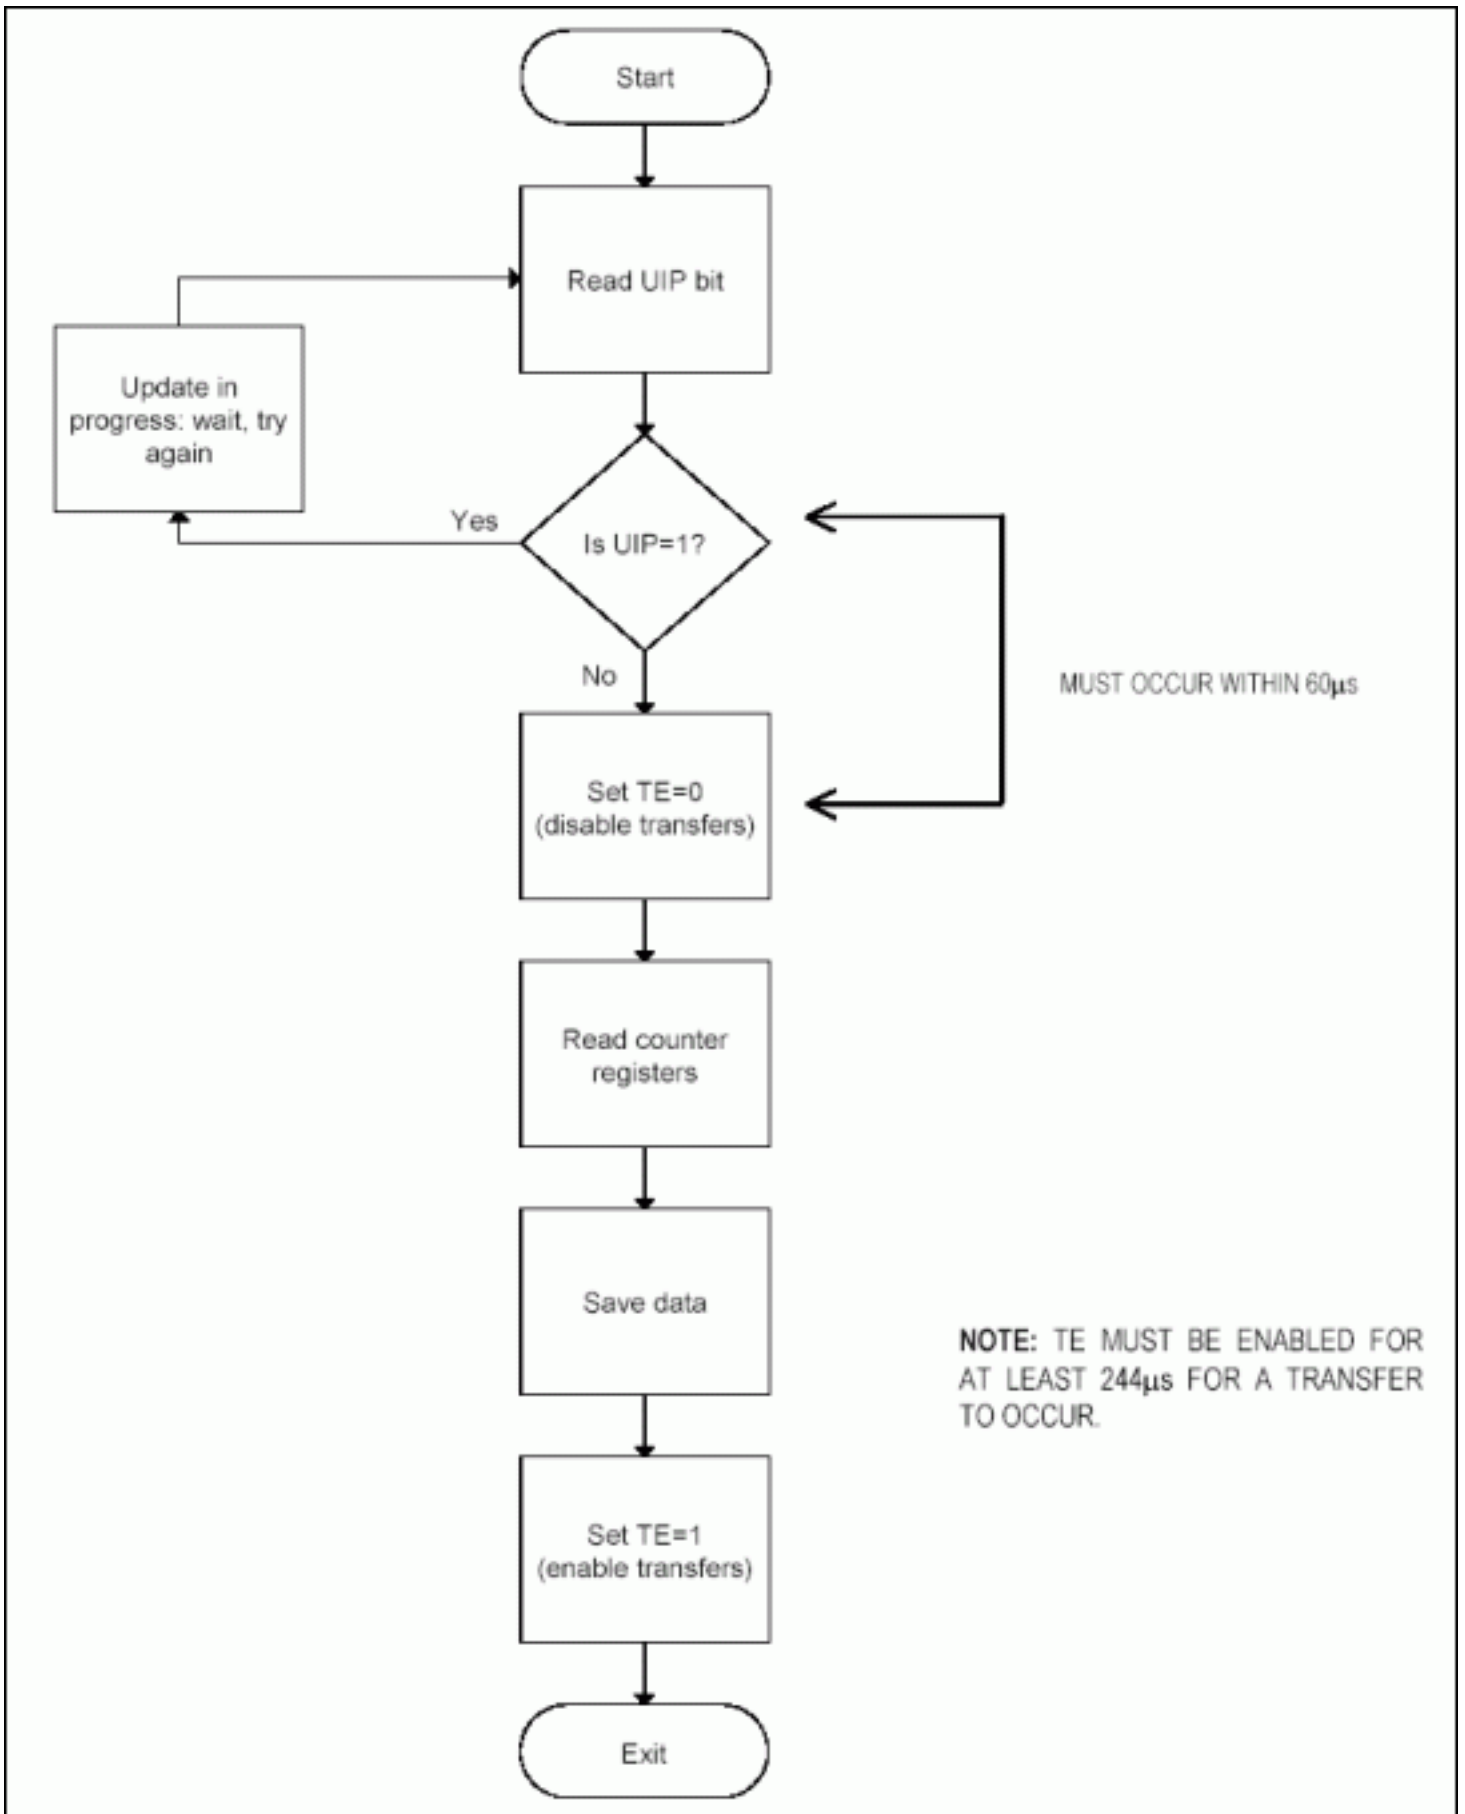 Start
Read UIP bit
Update in
progress: wait, try
again
Yes
Is UIP=1?
No
MUST OCCUR WITHIN 60µs
Set TE=0
(disable transfers)
Read counter
registers
Save data
NOTE: TE MUST BE ENABLED FOR
AT LEAST 244µs FOR A TRANSFER
TO OCCUR.
Set TE=1
(enable transfers)
Exit